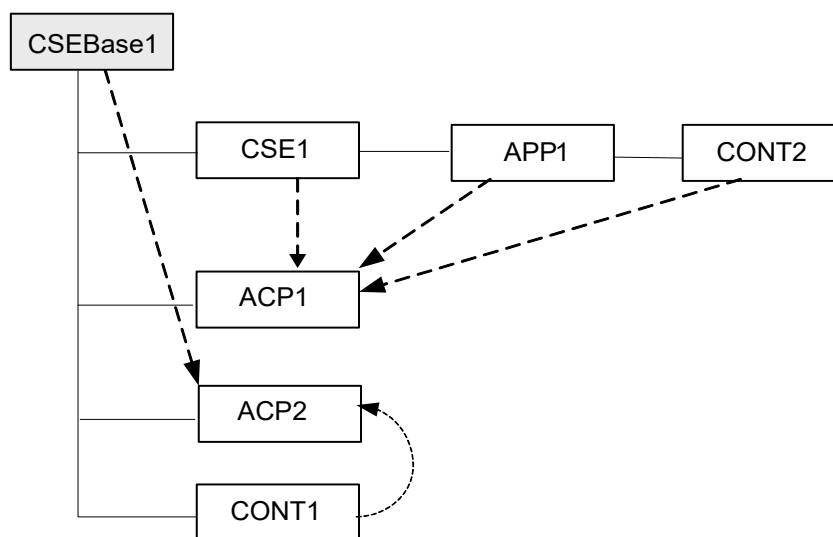 CSEBase1
CSE1
APP1
CONT2
ACP1
ACP2
CONT1